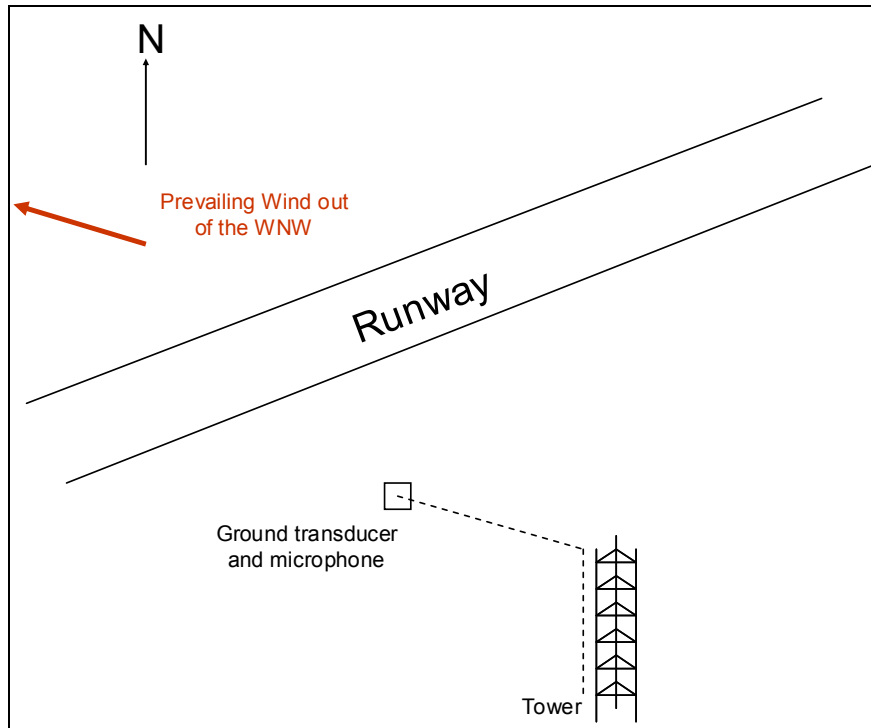 N
Prevailing Wind out
of the WNW
Runway
Ground transducer
and microphone
Tower